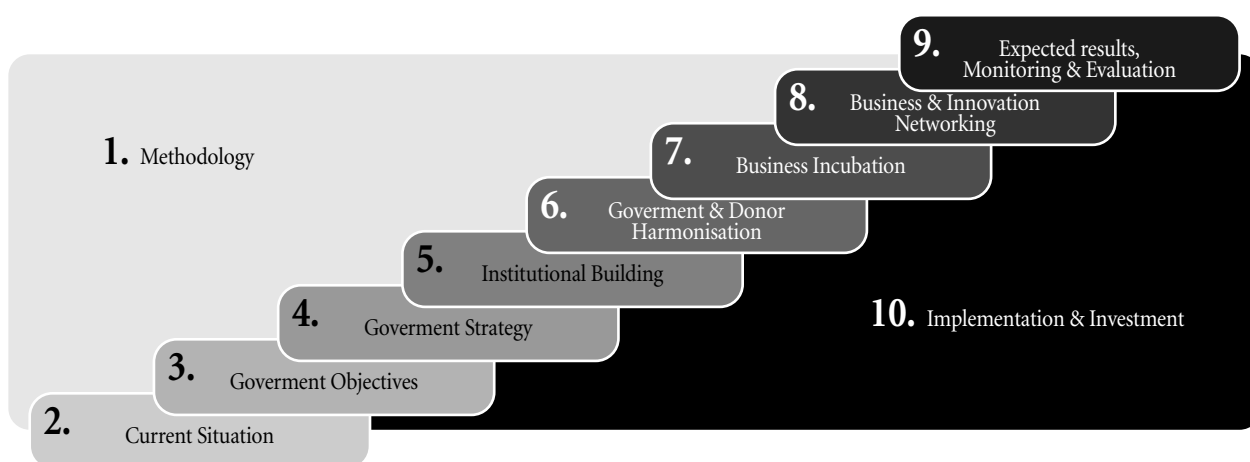 9. Expected results,
Monitoring & Evaluation
8. Business & Innovation
Networking
1. Methodology
7. Business Incubation
6. Goverment & Donor
Harmonisation
5. Institutional Building
4. Goverment Strategy
10. Implementation & Investment
3. Goverment Objectives
2. Current Situation